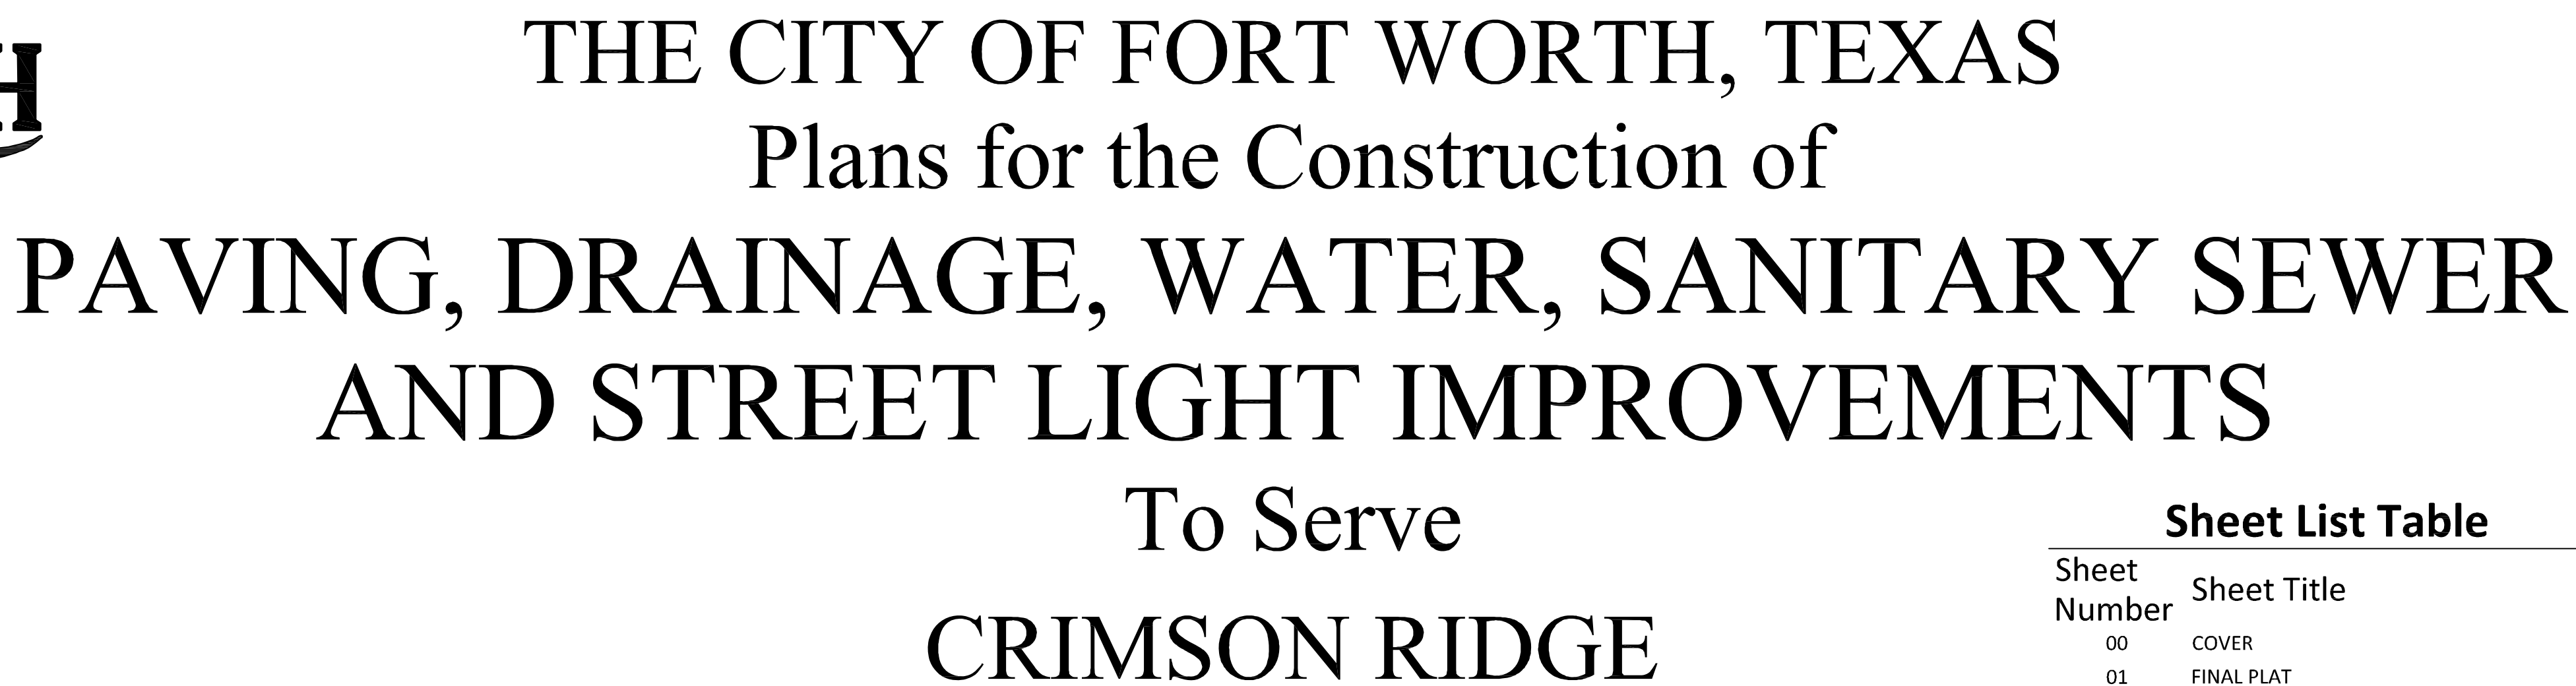 THE CITY OF FORT WORTH, TEXAS
Plans for the Construction of
PAVING, DRAINAGE, WATER, SANITARY SEWER
AND STREET LIGHT IMPROVEMENTS
To Serve
CRIMSON RIDGE
Sheet List Table
Sheet Number Sheet Title
00 COVER
01 FINAL PLAT